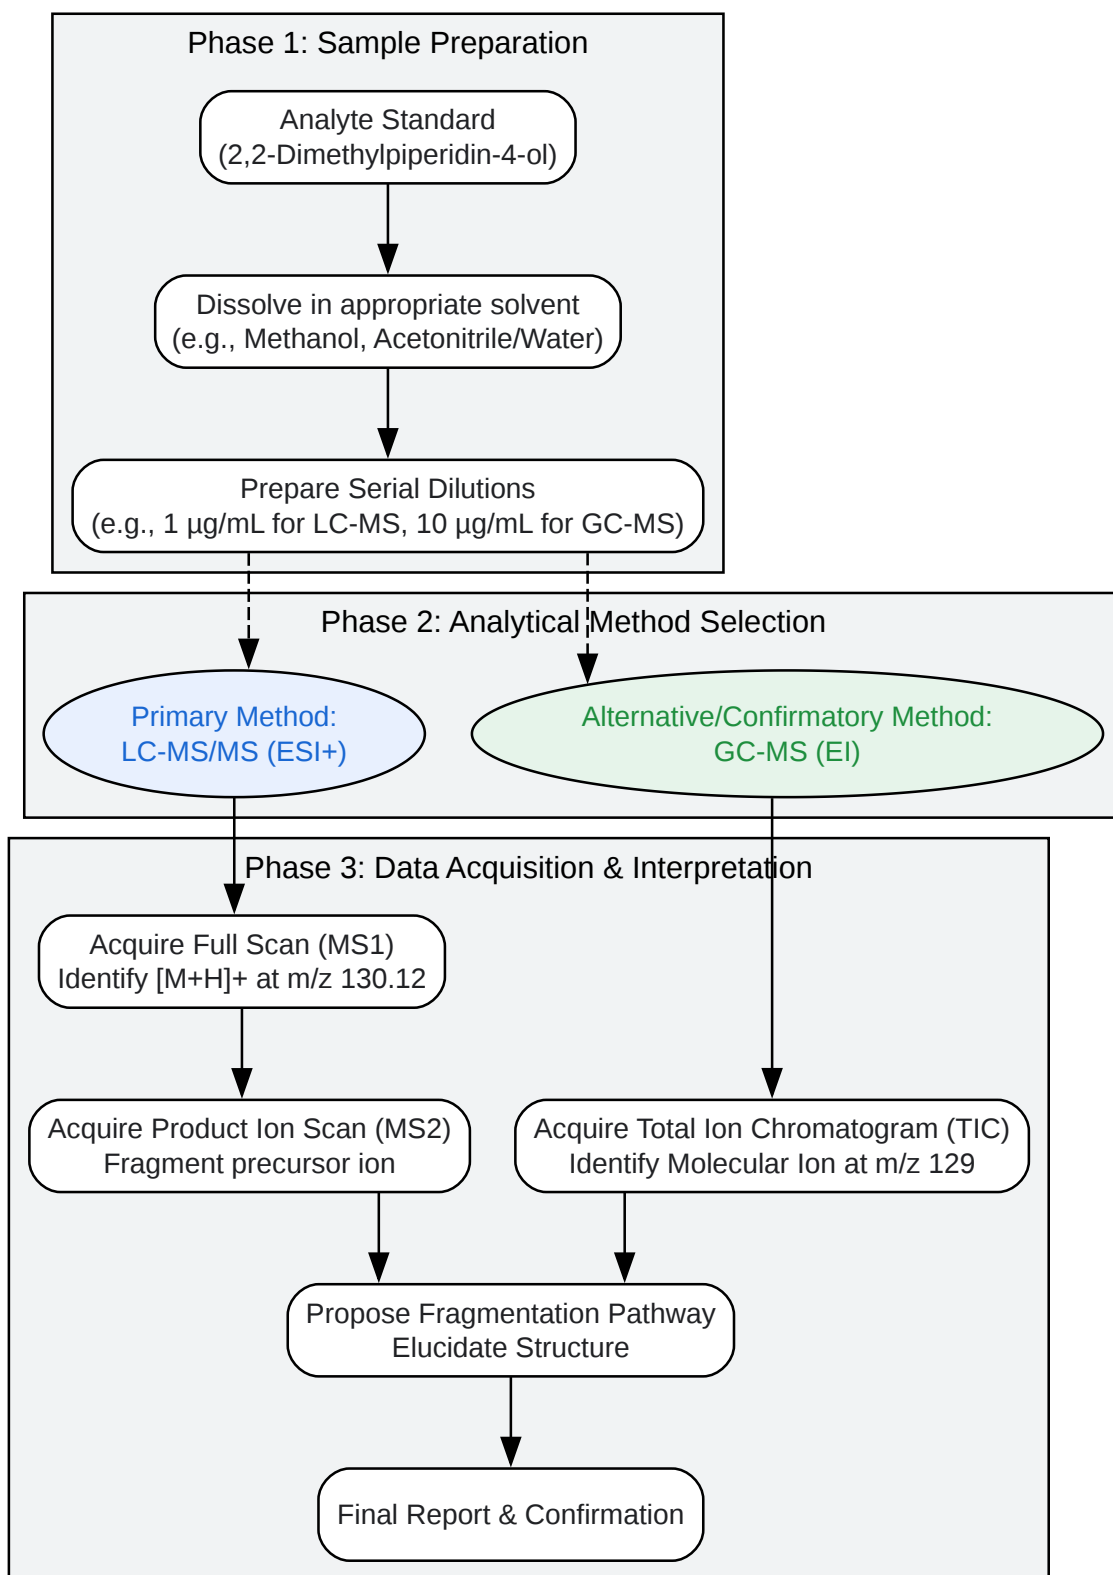 Phase 1: Sample Preparation
Analyte Standard
(2,2-Dimethylpiperidin-4-ol)
Dissolve in appropriate solvent
(e.g., Methanol, Acetonitrile/Water)
Prepare Serial Dilutions
(e.g., 1 µg/mL for LC-MS, 10 µg/mL for GC-MS)
Phase 2: Analytical Method Selection
Primary Method:
LC-MS/MS (ESI+)
Alternative/Confirmatory Method:
GC-MS (EI)
Phase 3: Data Acquisition & Interpretation
Acquire Full Scan (MS1)
Identify [M+H]+ at m/z 130.12
Acquire Product Ion Scan (MS2)
Fragment precursor ion
Acquire Total Ion Chromatogram (TIC)
Identify Molecular Ion at m/z 129
Propose Fragmentation Pathway
Elucidate Structure
Final Report & Confirmation